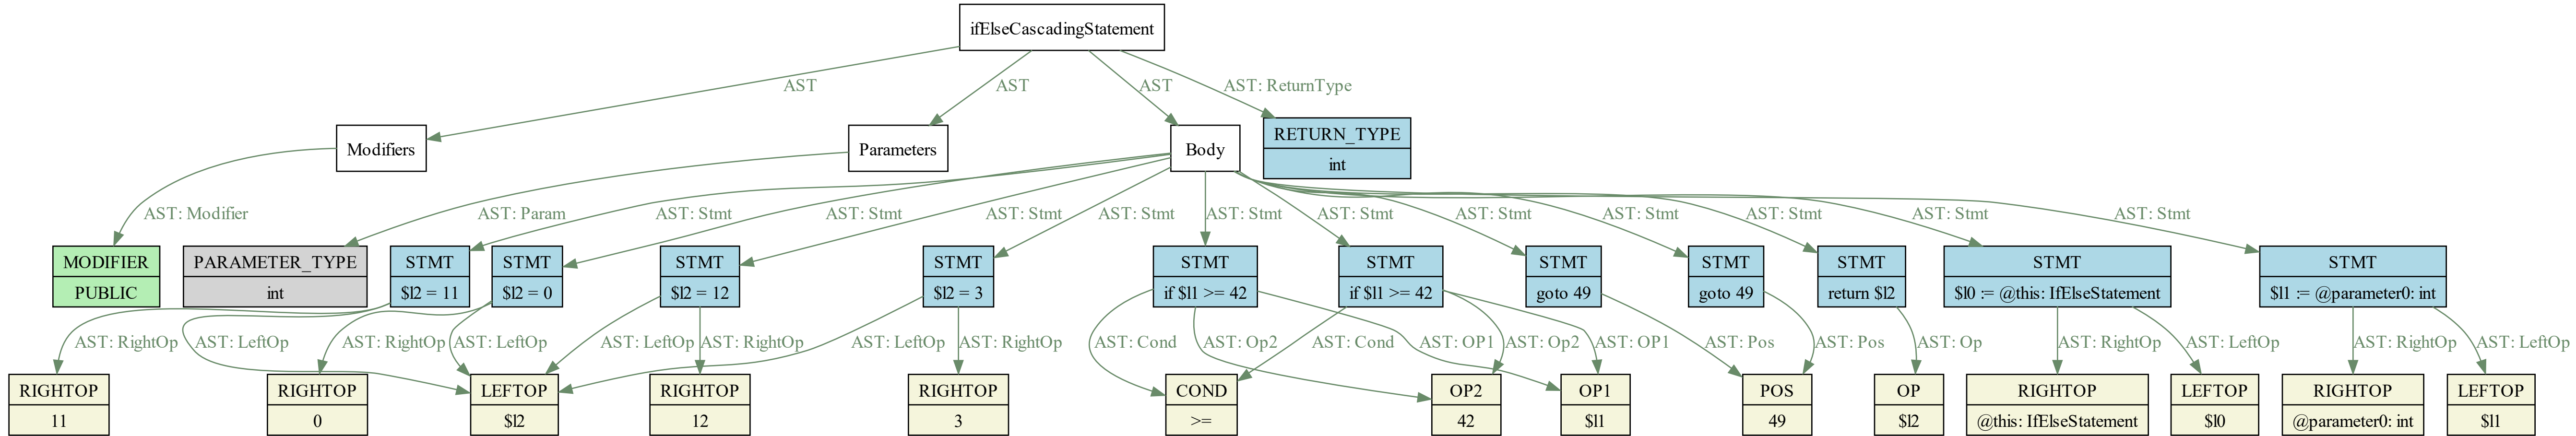 ifElseCascadingStatement
AST
AST
AST
AST: ReturnType
Modifiers
Parameters
Body
RETURN_TYPE
int
AST: Modifier
AST: Param
AST: Stmt
AST: Stmt
AST: Stmt
AST: Stmt
AST: Stmt
AST: Stmt
AST: Stmt
AST: Stmt
AST: Stmt
AST: Stmt
AST: Stmt
MODIFIER
PUBLIC
PARAMETER_TYPE
int
STMT
$l2 = 11
STMT
$l2 = 0
STMT
$l2 = 12
STMT
$l2 = 3
STMT
if $l1 >= 42
STMT
if $l1 >= 42
STMT
goto 49
STMT
goto 49
STMT
return $l2
STMT
$l0 := @this: IfElseStatement
STMT
$l1 := @parameter0: int
AST: RightOp
AST: LeftOp
AST: RightOp
AST: LeftOp
AST: LeftOp
AST: RightOp
AST: LeftOp
AST: RightOp
AST: Cond
AST: Op2
AST: Cond
AST: OP1
AST: Op2
AST: OP1
AST: Pos
AST: Pos
AST: Op
AST: RightOp
AST: LeftOp
AST: RightOp
AST: LeftOp
RIGHTOP
11
RIGHTOP
0
LEFTOP
$l2
RIGHTOP
12
RIGHTOP
3
COND
>=
OP2
42
OP1
$l1
POS
49
OP
$l2
RIGHTOP
@this: IfElseStatement
LEFTOP
$l0
RIGHTOP
@parameter0: int
LEFTOP
$l1